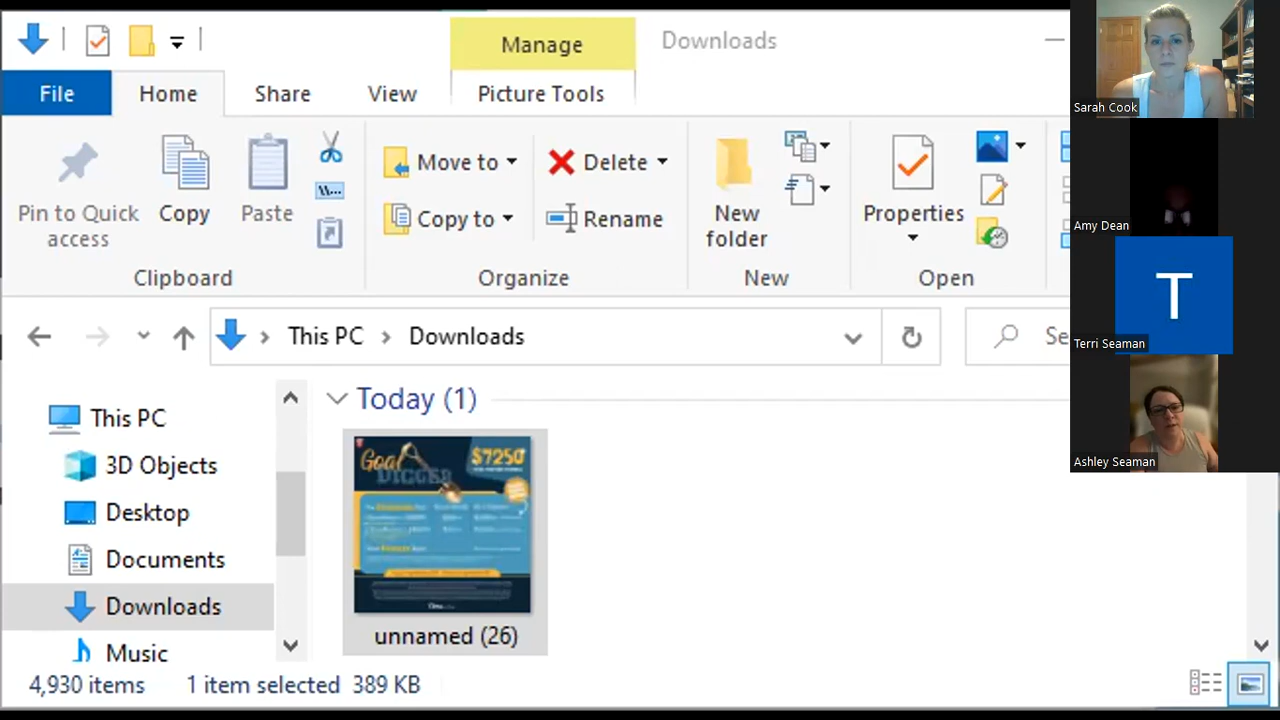 Manage
Downloads
File
Home
Share
View
Picture Tools
Pin to Quick
access
Copy
Paste
Move to
Copy to
Delete
Rename
New
folder
Properties
Clipboard
Organize
New
Open
This PC
Downloads
Se
This PC
3D Objects
Desktop
Documents
Downloads
Music
Today (1)
Goal
DIGGER
$7250
unnamed (26)
4,930 items
1 item selected
389 KB
Sarah Cook
Amy Dean
T
Terri Seaman
Ashley Seaman